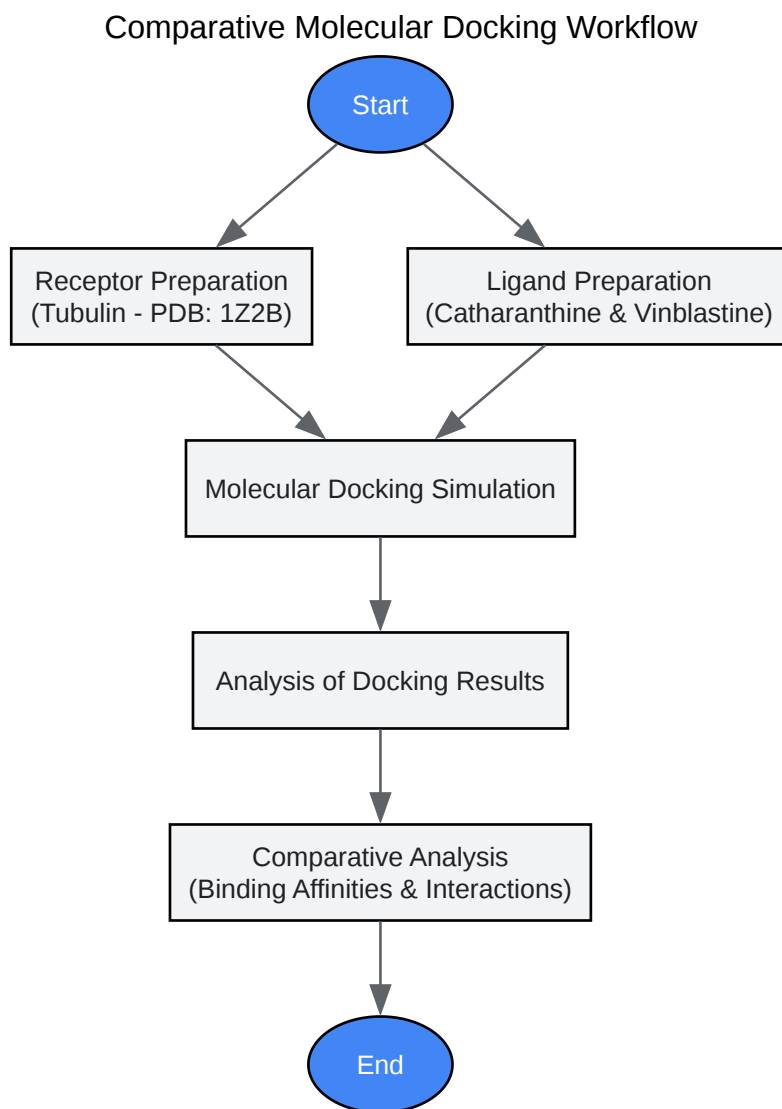 Comparative Molecular Docking Workflow
Start
Receptor Preparation
(Tubulin - PDB: 1Z2B)
Ligand Preparation
(Catharanthine & Vinblastine)
Molecular Docking Simulation
Analysis of Docking Results
Comparative Analysis
(Binding Affinities & Interactions)
End